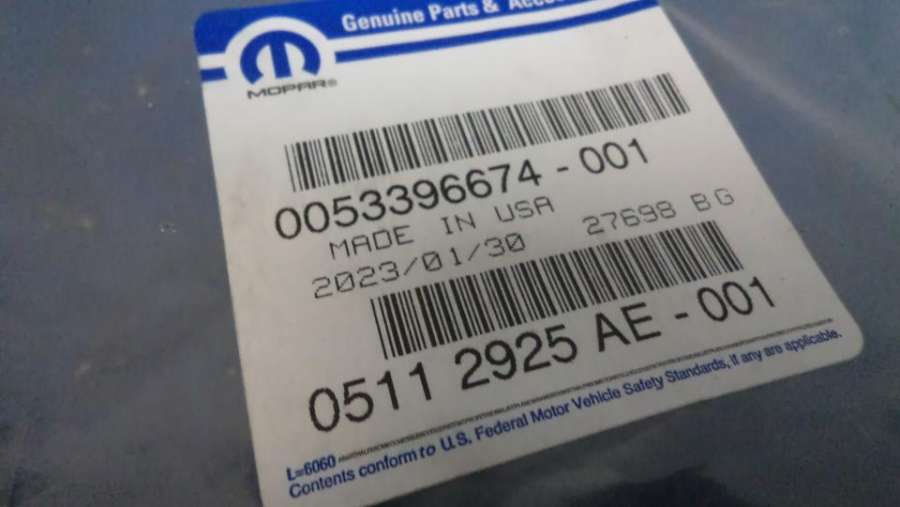 Genuine Parts &
MOPAR®
0053396674 - 001
MADE IN USA
2023/01/30 27698 BG
0511 2925 AE - 001
L=6060
Contents conform to U.S. Federal Motor Vehicle Safety Standards, if any are applicable.